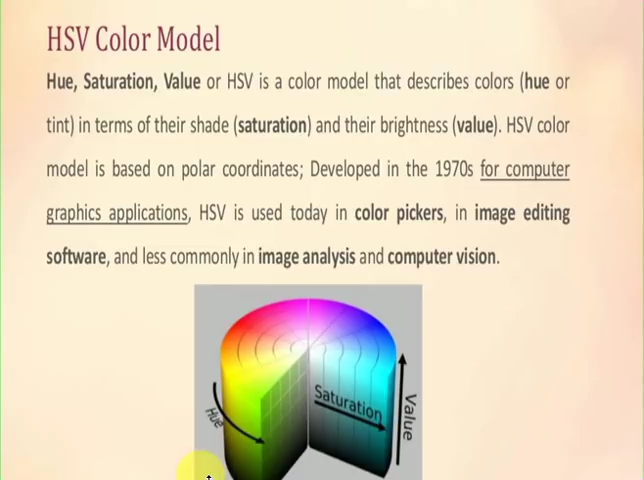 HSV Color Model
Hue, Saturation, Value or HSV is a color model that describes colors (hue or
tint) in terms of their shade (saturation) and their brightness (value). HSV color
model is based on polar coordinates; Developed in the 1970s for computer
graphics applications, HSV is used today in color pickers, in image editing
software, and less commonly in image analysis and computer vision.
Saturation
Value
Hue